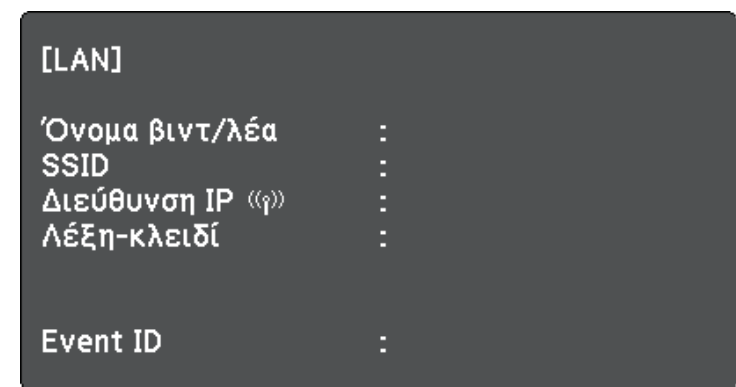 [LAN]
Όνομα βιντ/λέα :
SSID :
Διεύθυνση IP :
Λέξη-κλειδί :
Event ID :